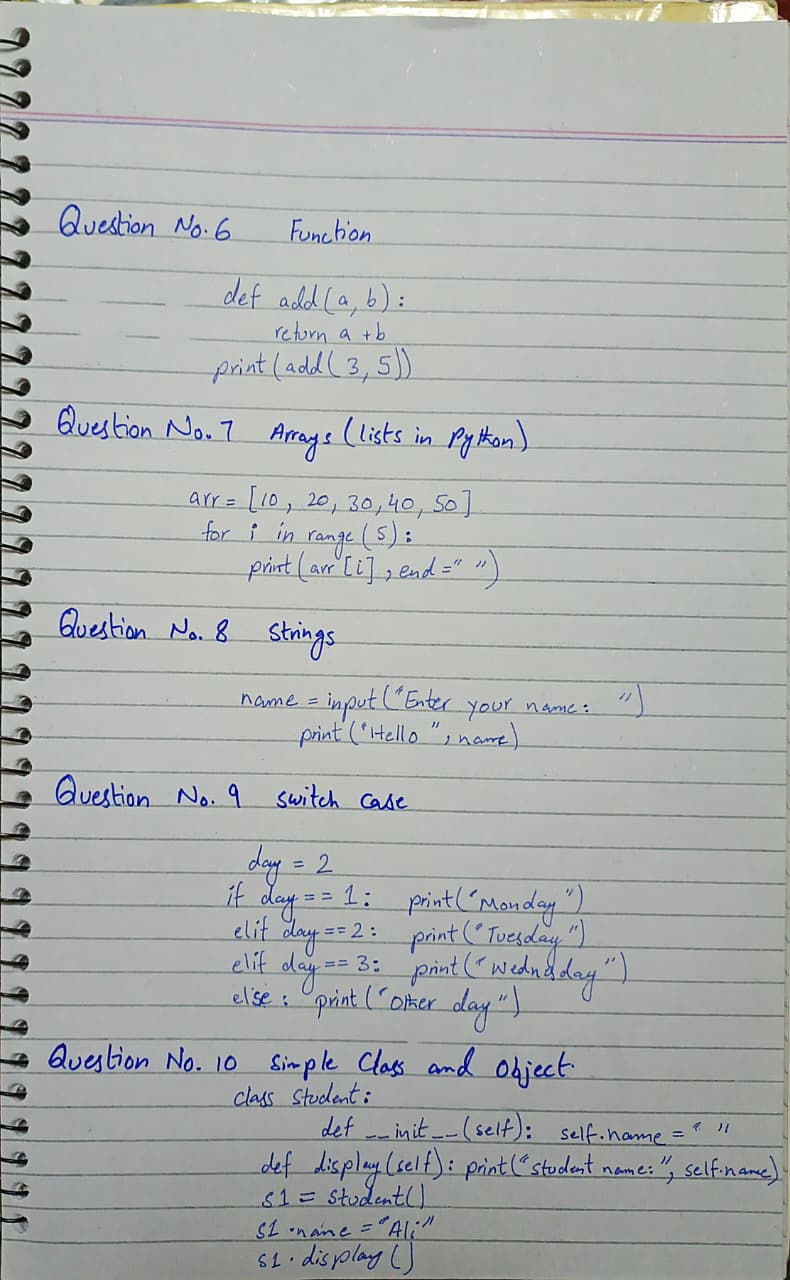 Question No. 6 Function
def add(a, b):
return a +b
print(add(3, 5))
Question No. 7 Arrays (lists in Python)
arr = [10, 20, 30, 40, 50]
for i in range(5):
print(arr[i], end=" ")
Question No. 8 Strings
name = input("Enter your name: ")
print("Hello", name)
Question No. 9 switch case
day = 2
if day == 1: print("Monday")
elif day == 2: print("Tuesday")
elif day == 3: print("Wednsday")
else: print("Other day")
Question No. 10 Simple Class and Object
class Student:
def __init__(self): self.name = " "
def display(self): print("student name:", self.name)
s1 = student()
s1.name = "Ali"
s1.display()